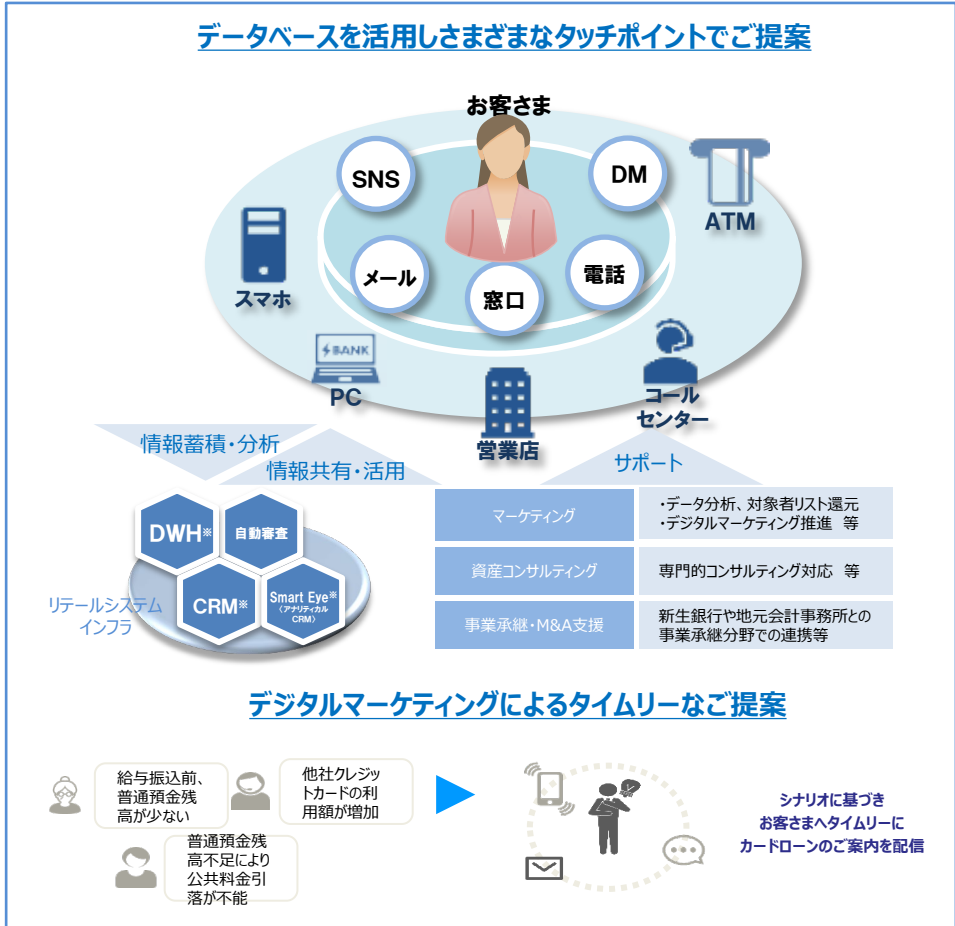 データベースを活用しさまざまなタッチポイントでご提案
お客さま
SNS
DM
ATM
スマホ
メール
窓口
電話
BANK
PC
営業店
コール
センター
情報蓄積・分析
情報共有・活用
サポート
DWH※
自動審査
CRM※
Smart Eye※
〈アナリティカル
CRM〉
リテールシステム
インフラ
マーケティング
・データ分析、対象者リスト還元
・デジタルマーケティング推進 等
資産コンサルティング
専門的コンサルティング対応 等
事業承継・M&A支援
新生銀行や地元会計事務所との
事業承継分野での連携等
デジタルマーケティングによるタイムリーなご提案
給与振込前、
普通預金残
高が少ない
他社クレジッ
トカードの利
用額が増加
普通預金残
高不足により
公共料金引
落が不能
シナリオに基づき
お客さまへタイムリーに
カードローンのご案内を配信